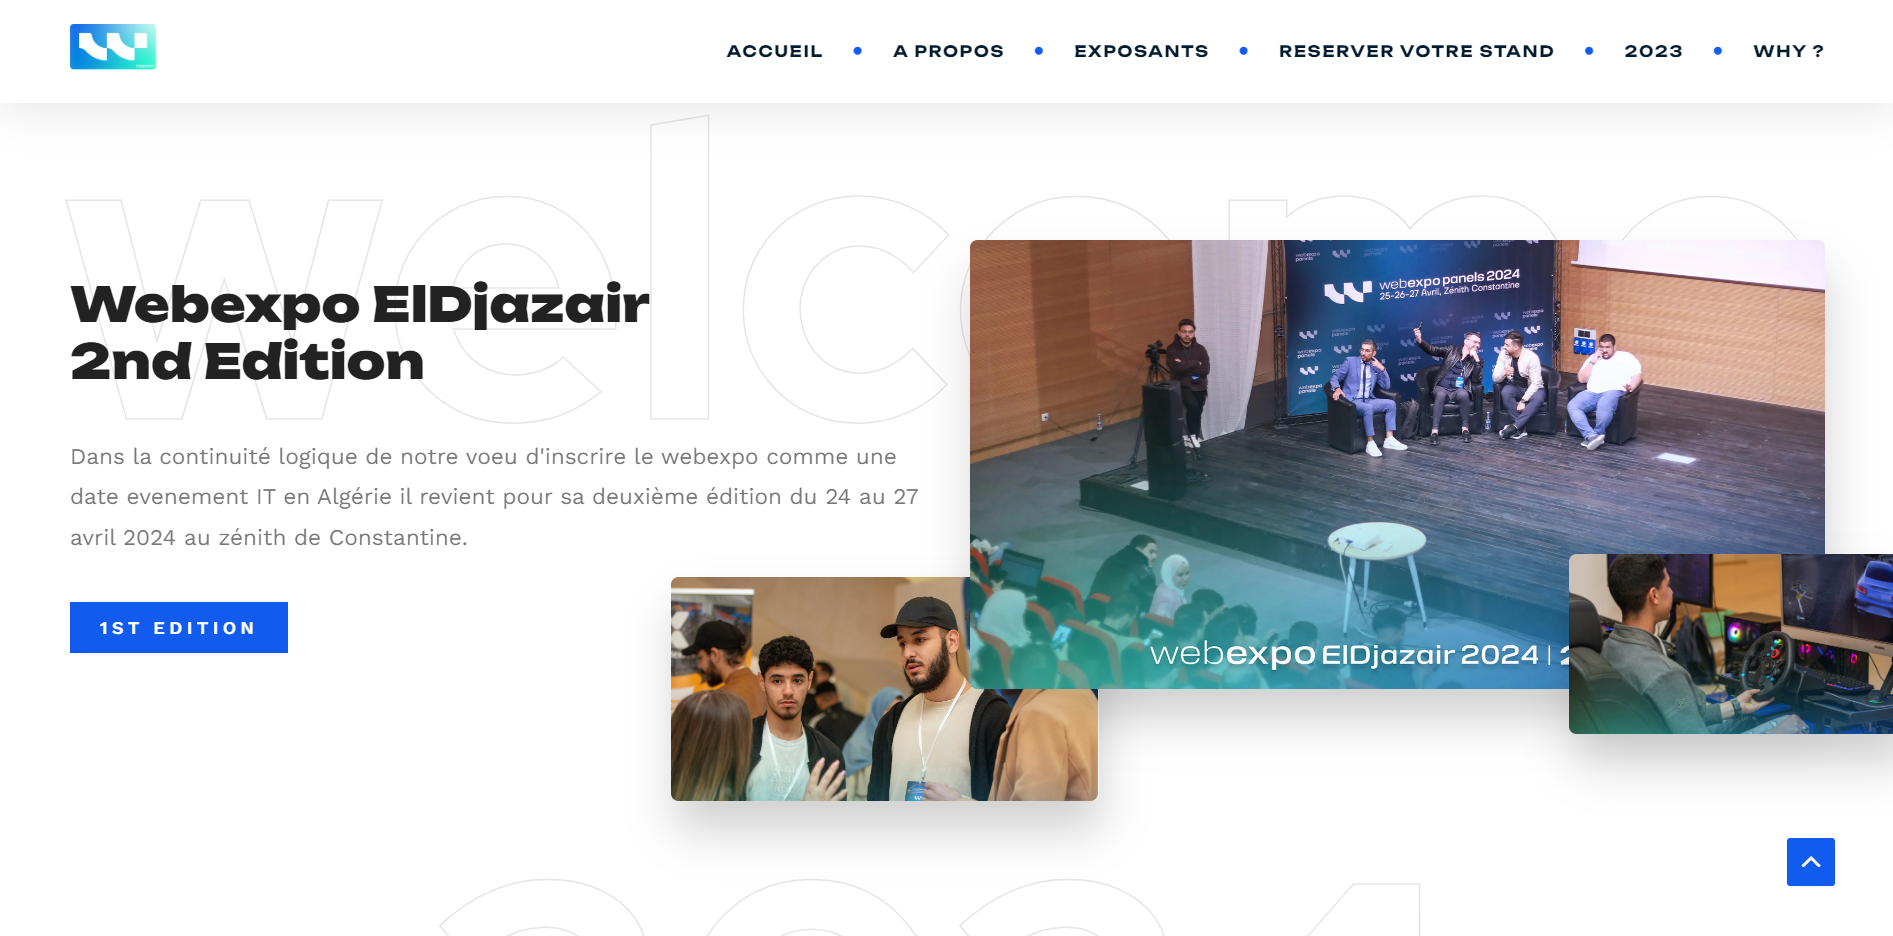 ACCUEIL • A PROPOS • EXPOSANTS • RESERVER VOTRE STAND • 2023 • WHY ?
welcome
Webexpo ElDjazair
2nd Edition
Dans la continuité logique de notre voeu d'inscrire le webexpo comme une
date evenement IT en Algérie il revient pour sa deuxième édition du 24 au 27
avril 2024 au zénith de Constantine.
1ST EDITION
webexpo panels 2024
25-26-27 Avril, Zénith Constantine
webexpo ElDjazair 2024 |
2024